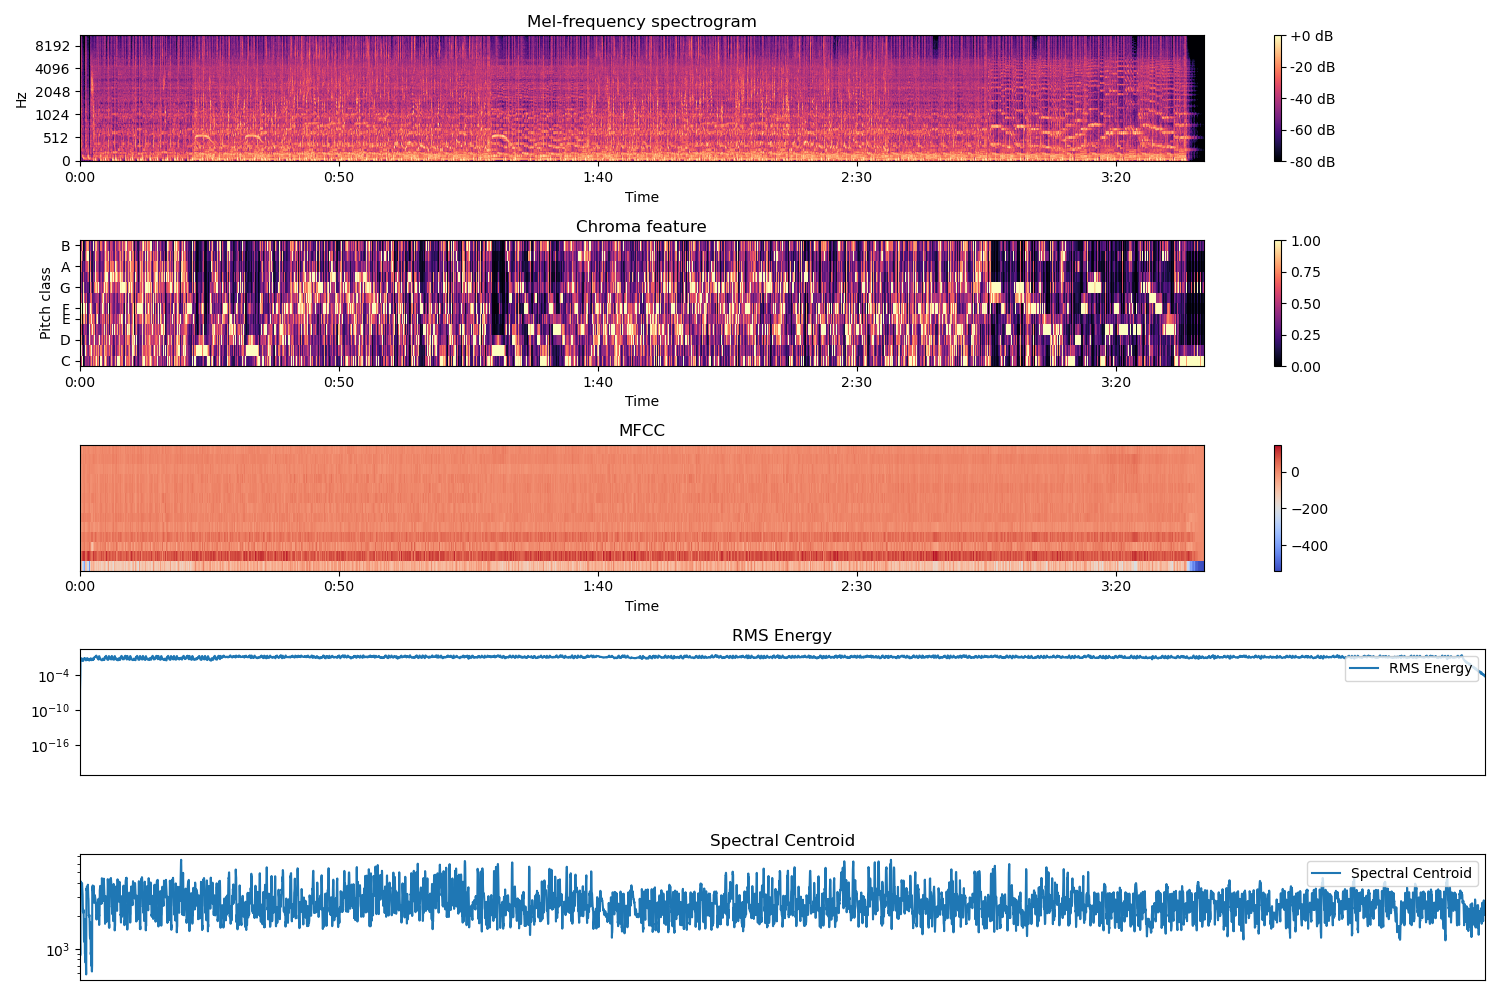 Mel-frequency spectrogram
8192
4096
2048
1024
512
0
Hz
0:00 0:50 1:40 2:30 3:20
Time
+0 dB
-20 dB
-40 dB
-60 dB
-80 dB
Chroma feature
B
A
G
E
E
D
C
Pitch class
0:00 0:50 1:40 2:30 3:20
Time
1.00
0.75
0.50
0.25
0.00
MFCC
0:00 0:50 1:40 2:30 3:20
Time
0
−200
−400
RMS Energy
10⁻⁴
10⁻¹⁰
10⁻¹⁶
RMS Energy
Spectral Centroid
10³
Spectral Centroid